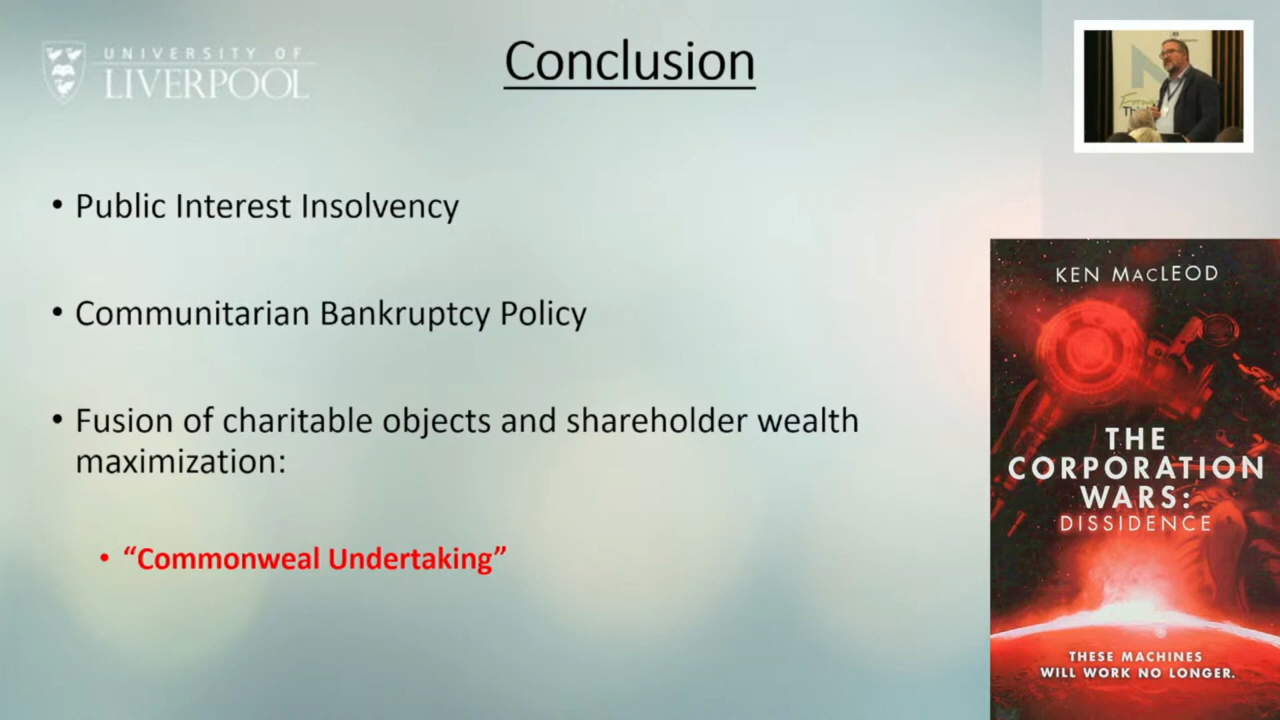 UNIVERSITY OF
LIVERPOOL
Conclusion
• Public Interest Insolvency
• Communitarian Bankruptcy Policy
• Fusion of charitable objects and shareholder wealth
maximization:
• “Commonweal Undertaking”
KEN MACLEOD
THE
CORPORATION
WARS:
DISSIDENCE
THESE MACHINES
WILL WORK NO LONGER.